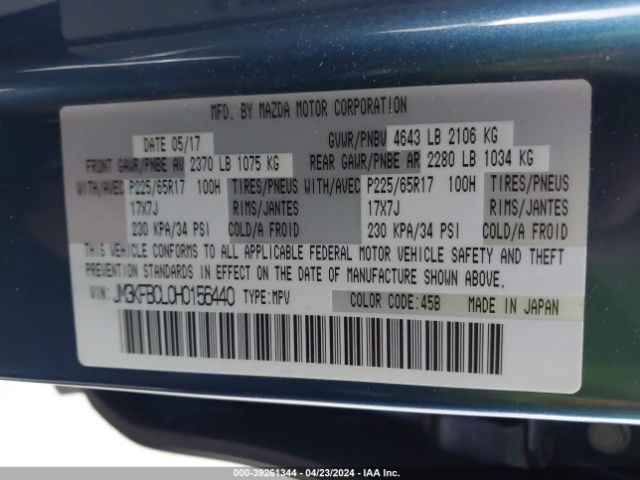 MFD. BY MAZDA MOTOR CORPORATION
DATE 05/17 GVWR/PNBV 4643 LB 2106 KG
FRONT GAWR/PNBE AV 2370 LB 1075 KG REAR GAWR/PNBE AR 2280 LB 1034 KG
WITH/AVEC P225/65R17 100H TIRES/PNEUS WITH/AVEC P225/65R17 100H TIRES/PNEUS
17X7J RIMS/JANTES 17X7J RIMS/JANTES
230 KPA/34 PSI COLD/A FROID 230 KPA/34 PSI COLD/A FROID
THIS VEHICLE CONFORMS TO ALL APPLICABLE FEDERAL MOTOR VEHICLE SAFETY AND THEFT
PREVENTION STANDARDS IN EFFECT ON THE DATE OF MANUFACTURE SHOWN ABOVE.
VIN: JM3KFBCL0H0156440 TYPE:MPV COLOR CODE:45B MADE IN JAPAN
000-39261344 | 04/23/2024 | IAA Inc.